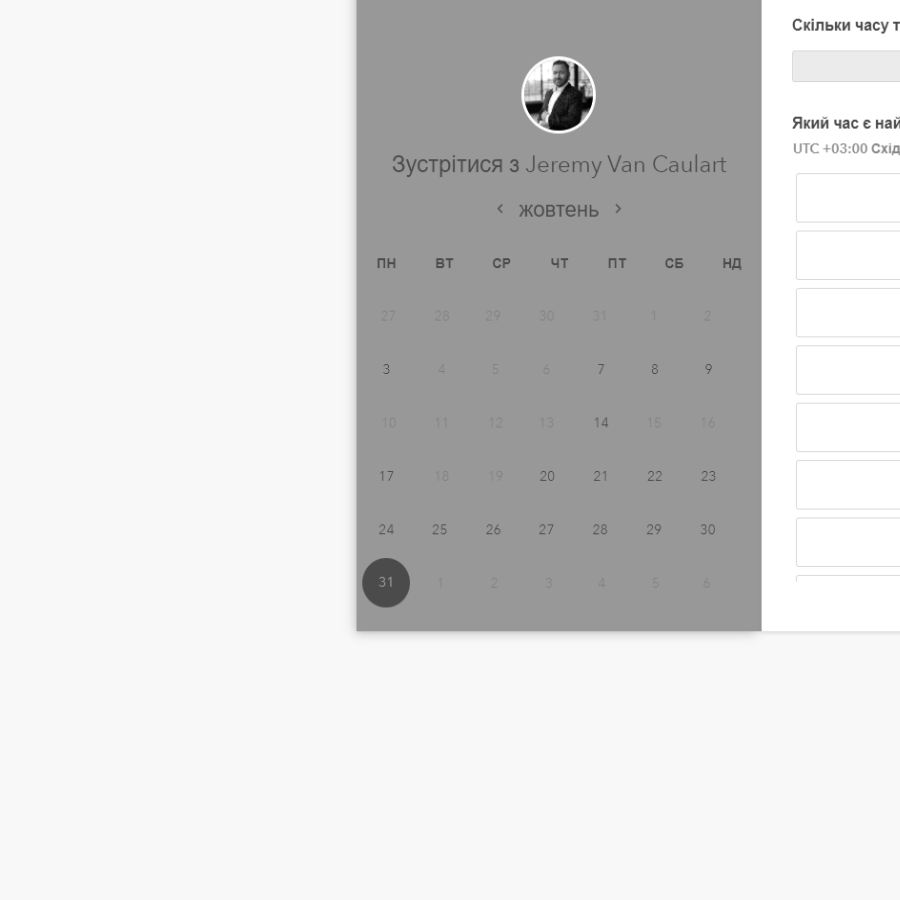 Зустрітися з Jeremy Van Caulart
< жовтень >
ПН ВТ СР ЧТ ПТ СБ НД
27 28 29 30 31 1 2
3 4 5 6 7 8 9
10 11 12 13 14 15 16
17 18 19 20 21 22 23
24 25 26 27 28 29 30
31 1 2 3 4 5 6
Скільки часу т
Який час є най
UTC +03:00 Схід